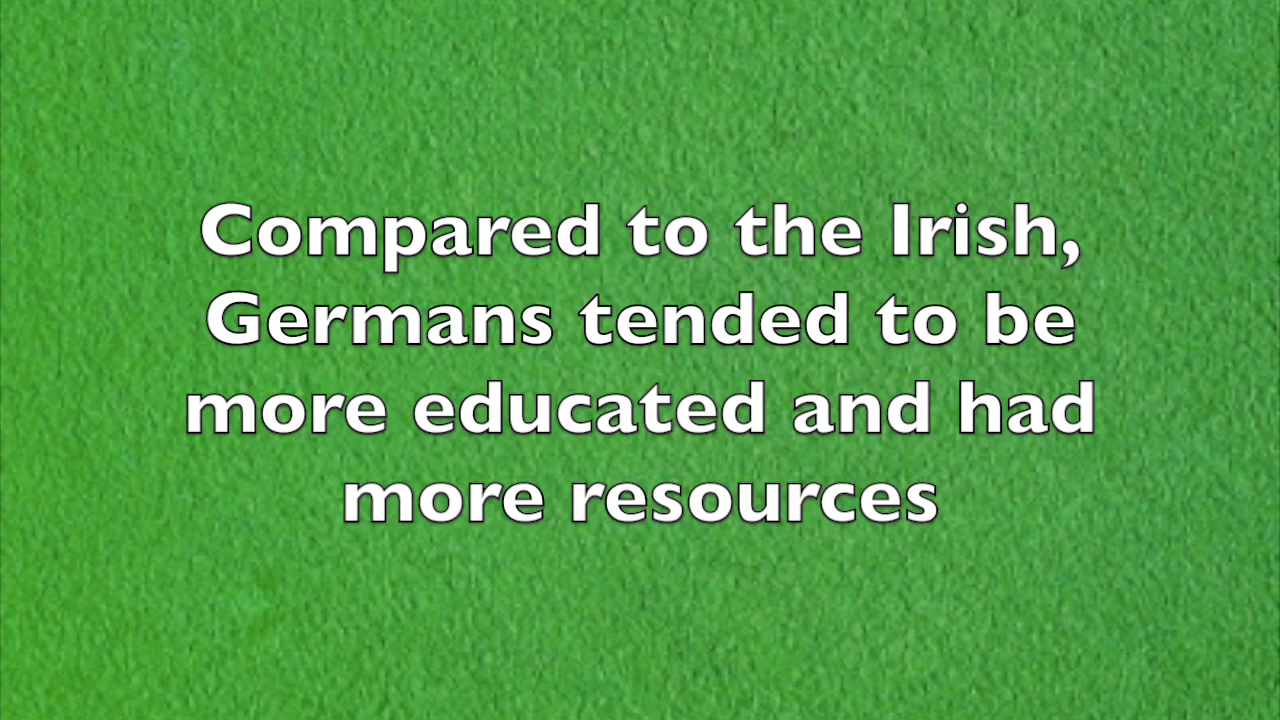 Compared to the Irish,
Germans tended to be
more educated and had
more resources